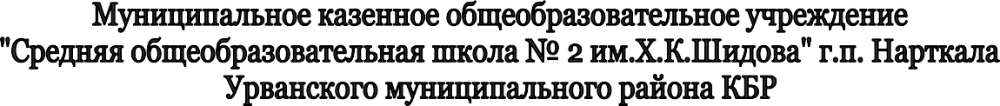 Муниципальное казенное общеобразовательное учреждение
"Средняя общеобразовательная школа № 2 им.Х.К.Шидова" г.п. Нарткала
Урванского муниципального района КБР